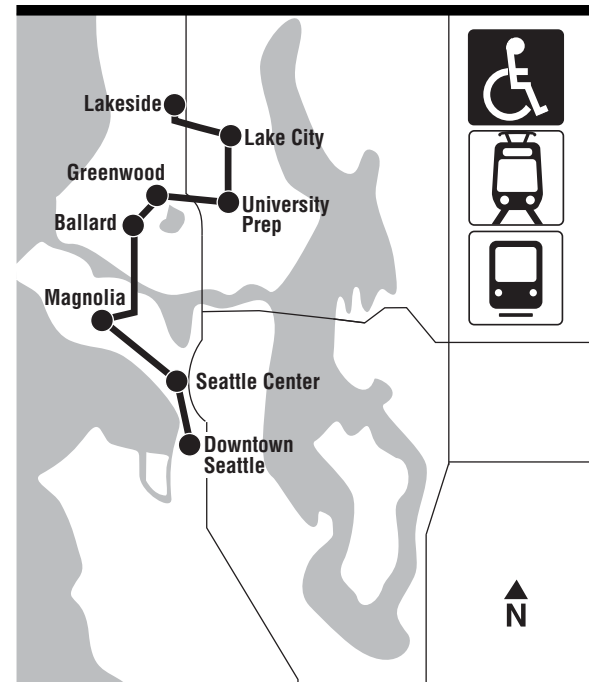 Lakeside
Lake City
Greenwood
University
Prep
Ballard
Magnolia
Seattle Center
Downtown
Seattle
N